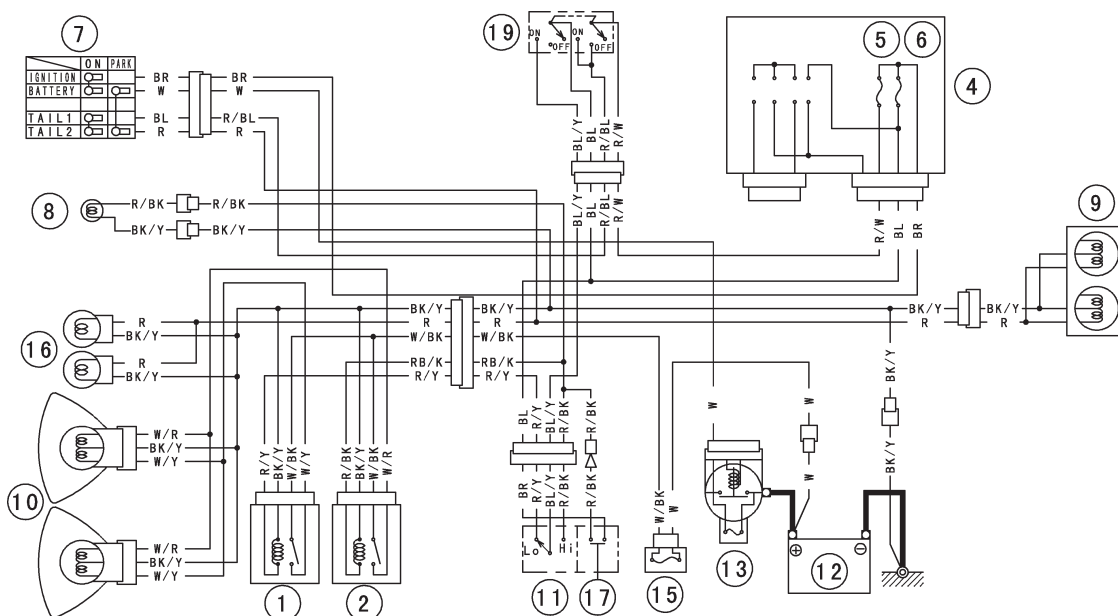 7
ON PARK
IGNITION
BATTERY
TAIL1
TAIL2
BR BR
W W
BL R/BL
R R
19
ON ON
OFF OFF
BL/Y BL R/BL R/W
BL/Y BL R/BL R/W
5 6
4
R/W BL BR
8
R/BK R/BK
BK/Y BK/Y
9
16
R
BK/Y
R
BK/Y
BK/Y BK/Y BK/Y BK/Y
R R R R
W/BK W/BK
RB/K RB/K
R/Y R/Y
10
W/R
BK/Y
W/Y
W/R
BK/Y
W/Y
R/Y BK/Y W/BK W/Y
1
R/BK BK/Y W/BK W/R
2
BL R/Y BL/Y R/BK R/BK
BR R/Y BL/Y R/BK R/BK
Lo Hi
11
17
W/BK W
15
W
13
W
W
12
BK/Y
BK/Y